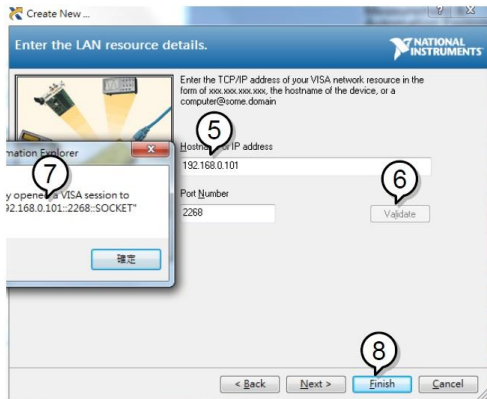 Create New ...
Enter the LAN resource details.
NATIONAL
INSTRUMENTS
Enter the TCP/IP address of your VISA network resource in the
form of xxx.xxx.xxx.xxx, the hostname of the device, or a
computer@some.domain
5
IP address
192.168.0.101
Port Number
2268
6
Validate
Explorer
7
opened VISA session to
92.168.0.101::2268::SOCKET"
確定
8
< Back
Next >
Finish
Cancel